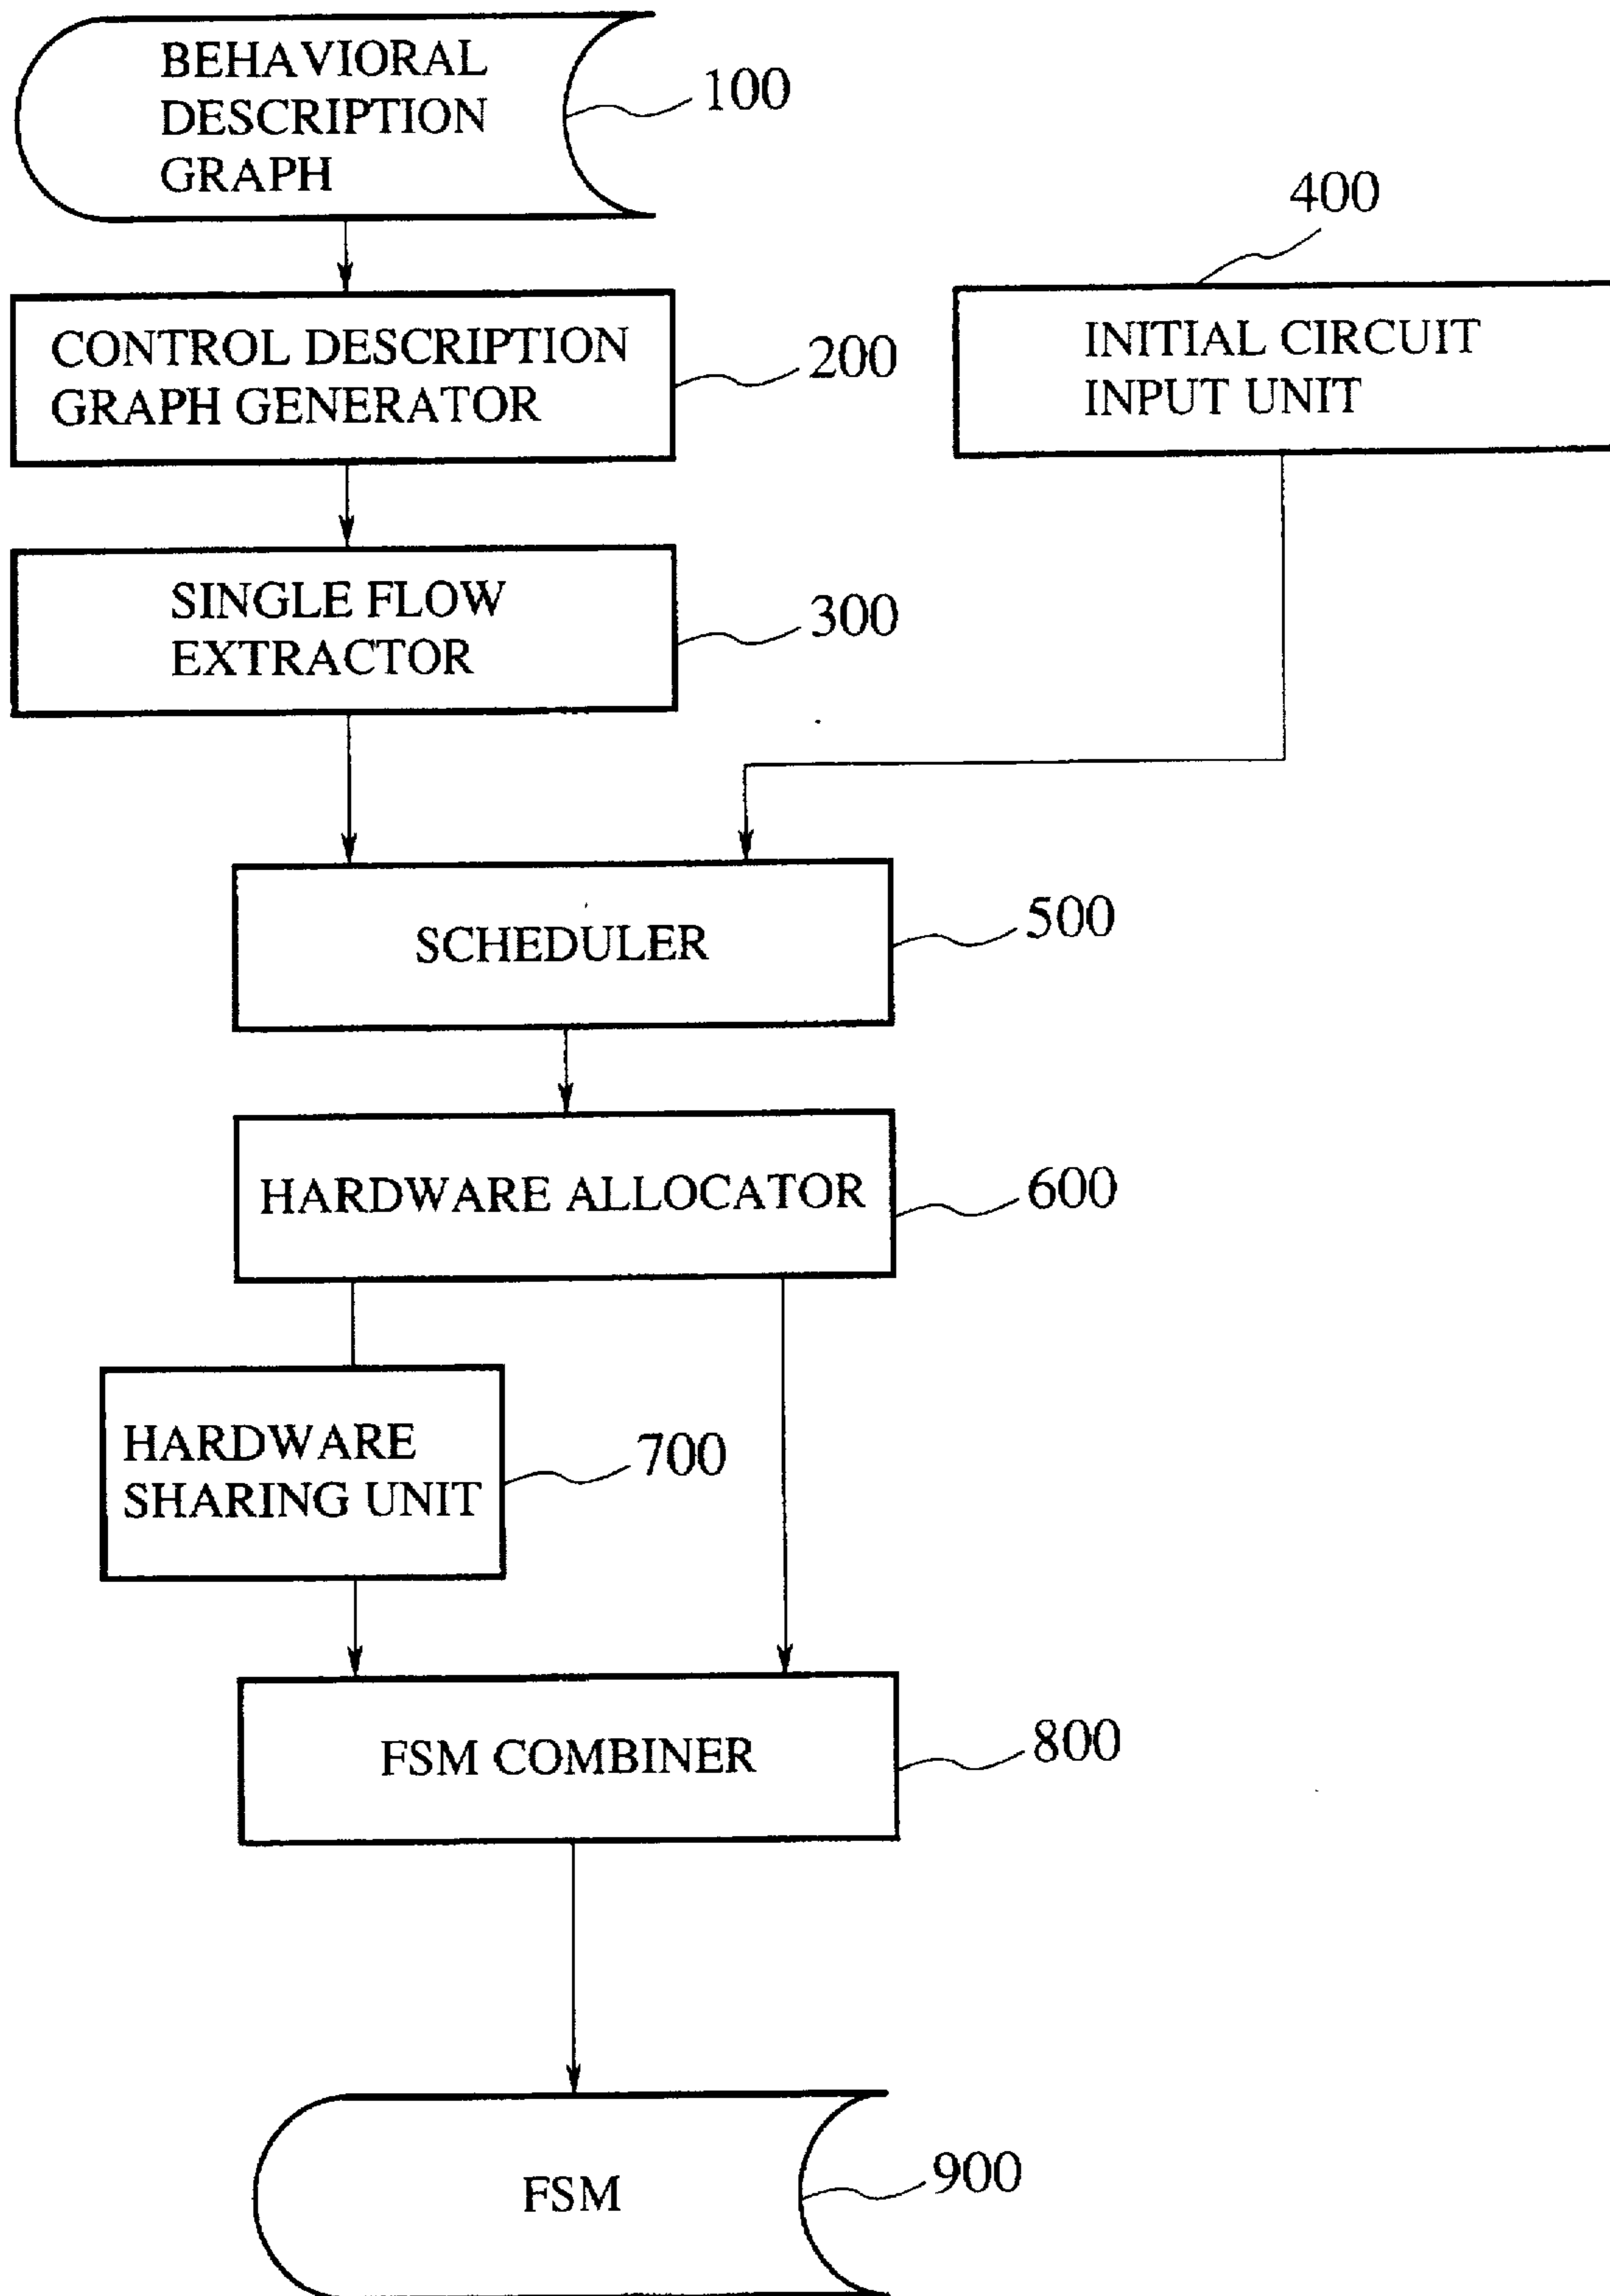 BEHAVIORAL
DESCRIPTION
GRAPH
100
400
CONTROL DESCRIPTION
GRAPH GENERATOR
200
INITIAL CIRCUIT
INPUT UNIT
SINGLE FLOW
EXTRACTOR
300
SCHEDULER
500
HARDWARE ALLOCATOR
600
HARDWARE
SHARING UNIT
700
FSM COMBINER
800
FSM
900